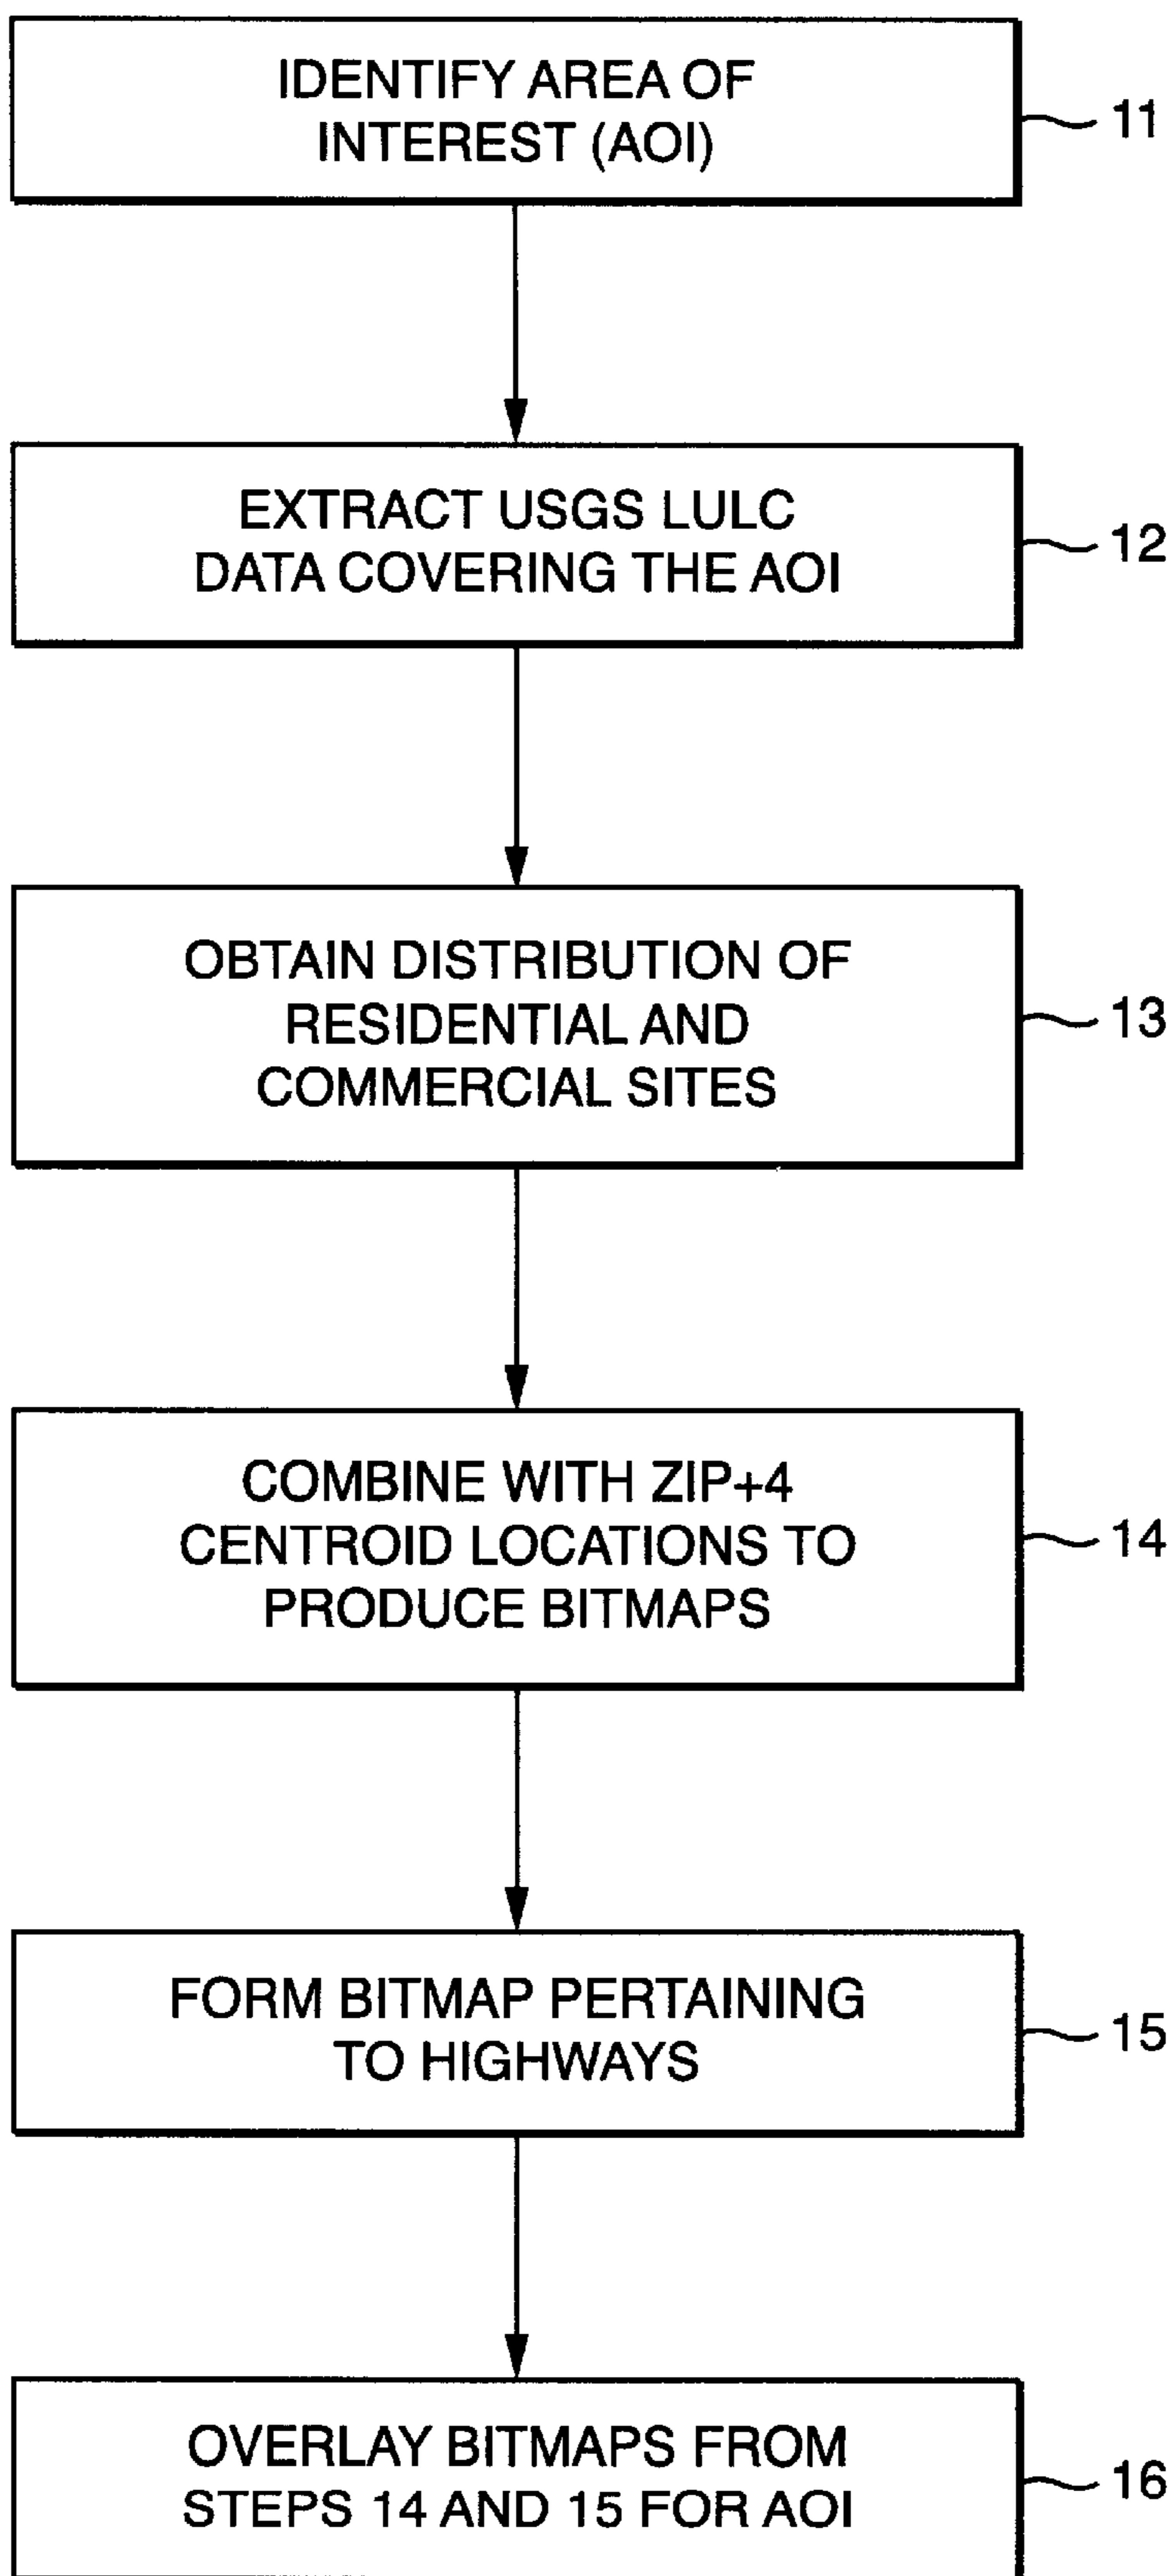 IDENTIFY AREA OF
INTEREST (AOI)
11
EXTRACT USGS LULC
DATA COVERING THE AOI
12
OBTAIN DISTRIBUTION OF
RESIDENTIAL AND
COMMERCIAL SITES
13
COMBINE WITH ZIP+4
CENTROID LOCATIONS TO
PRODUCE BITMAPS
14
FORM BITMAP PERTAINING
TO HIGHWAYS
15
OVERLAY BITMAPS FROM
STEPS 14 AND 15 FOR AOI
16